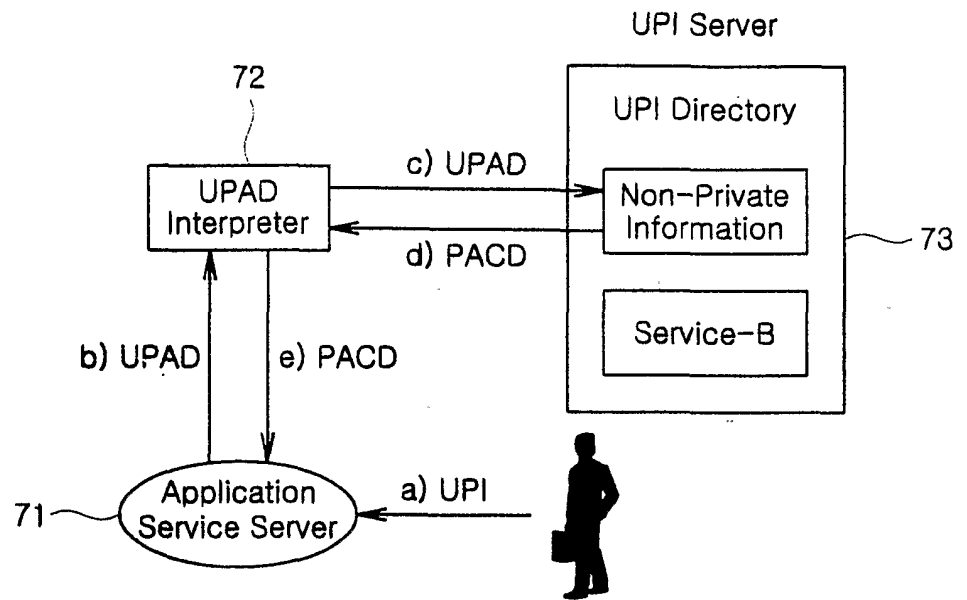 UPI Server
72
UPI Directory
c) UPAD
UPAD
Interpreter
Non-Private
Information
d) PACD
73
b) UPAD
e) PACD
Service-B
Application
Service Server
a) UPI
71